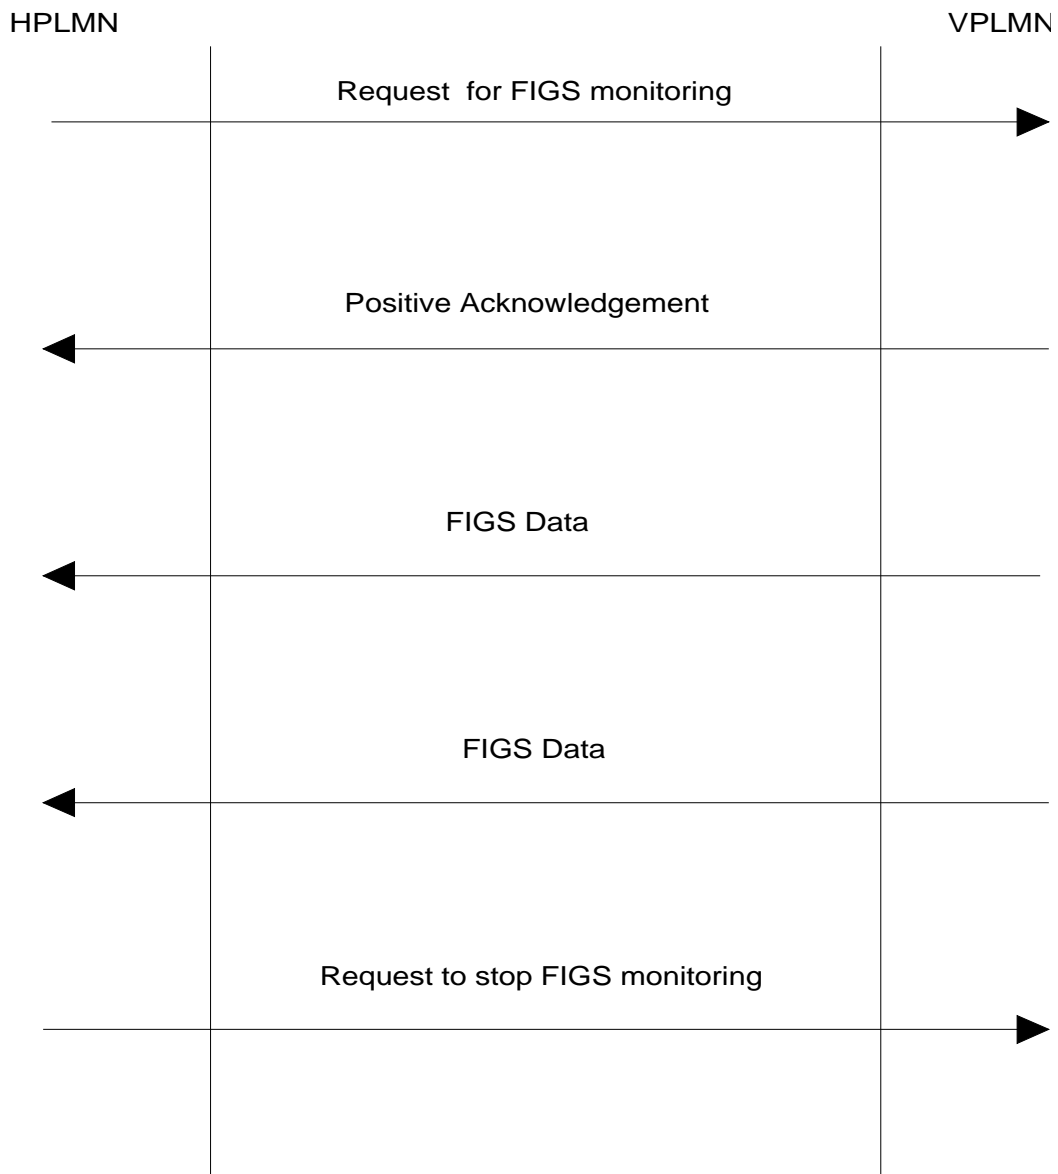 HPLMN
VPLMN
Request for FIGS monitoring
Positive Acknowledgement
FIGS Data
FIGS Data
Request to stop FIGS monitoring